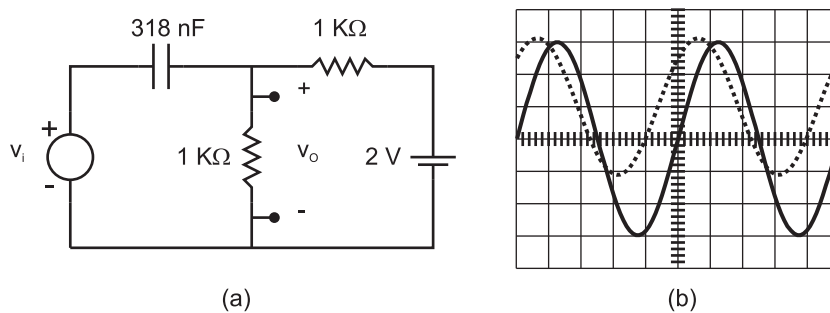 318 nF
1 KΩ
+
+
vi
-
1 KΩ
vo
2 V
-
(a)
(b)